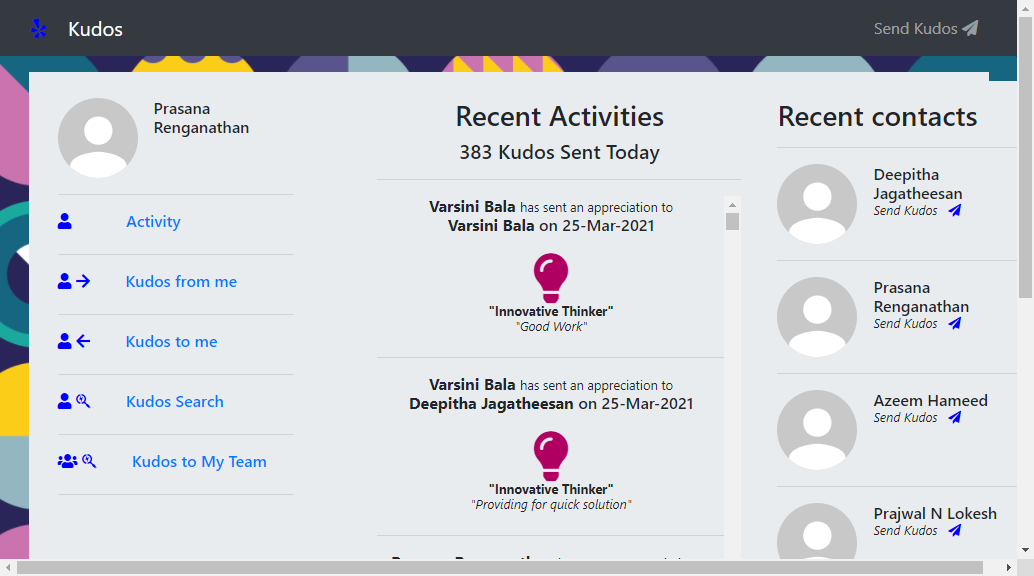 Kudos
Send Kudos
Prasana
Renganathan
Activity
Kudos from me
Kudos to me
Kudos Search
Kudos to My Team
Recent Activities
383 Kudos Sent Today
Varsini Bala has sent an appreciation to
Varsini Bala on 25-Mar-2021
"Innovative Thinker"
"Good Work"
Varsini Bala has sent an appreciation to
Deepitha Jagatheesan on 25-Mar-2021
"Innovative Thinker"
"Providing for quick solution"
Recent contacts
Deepitha
Jagatheesan
Send Kudos
Prasana
Renganathan
Send Kudos
Azeem Hameed
Send Kudos
Prajwal N Lokesh
Send Kudos